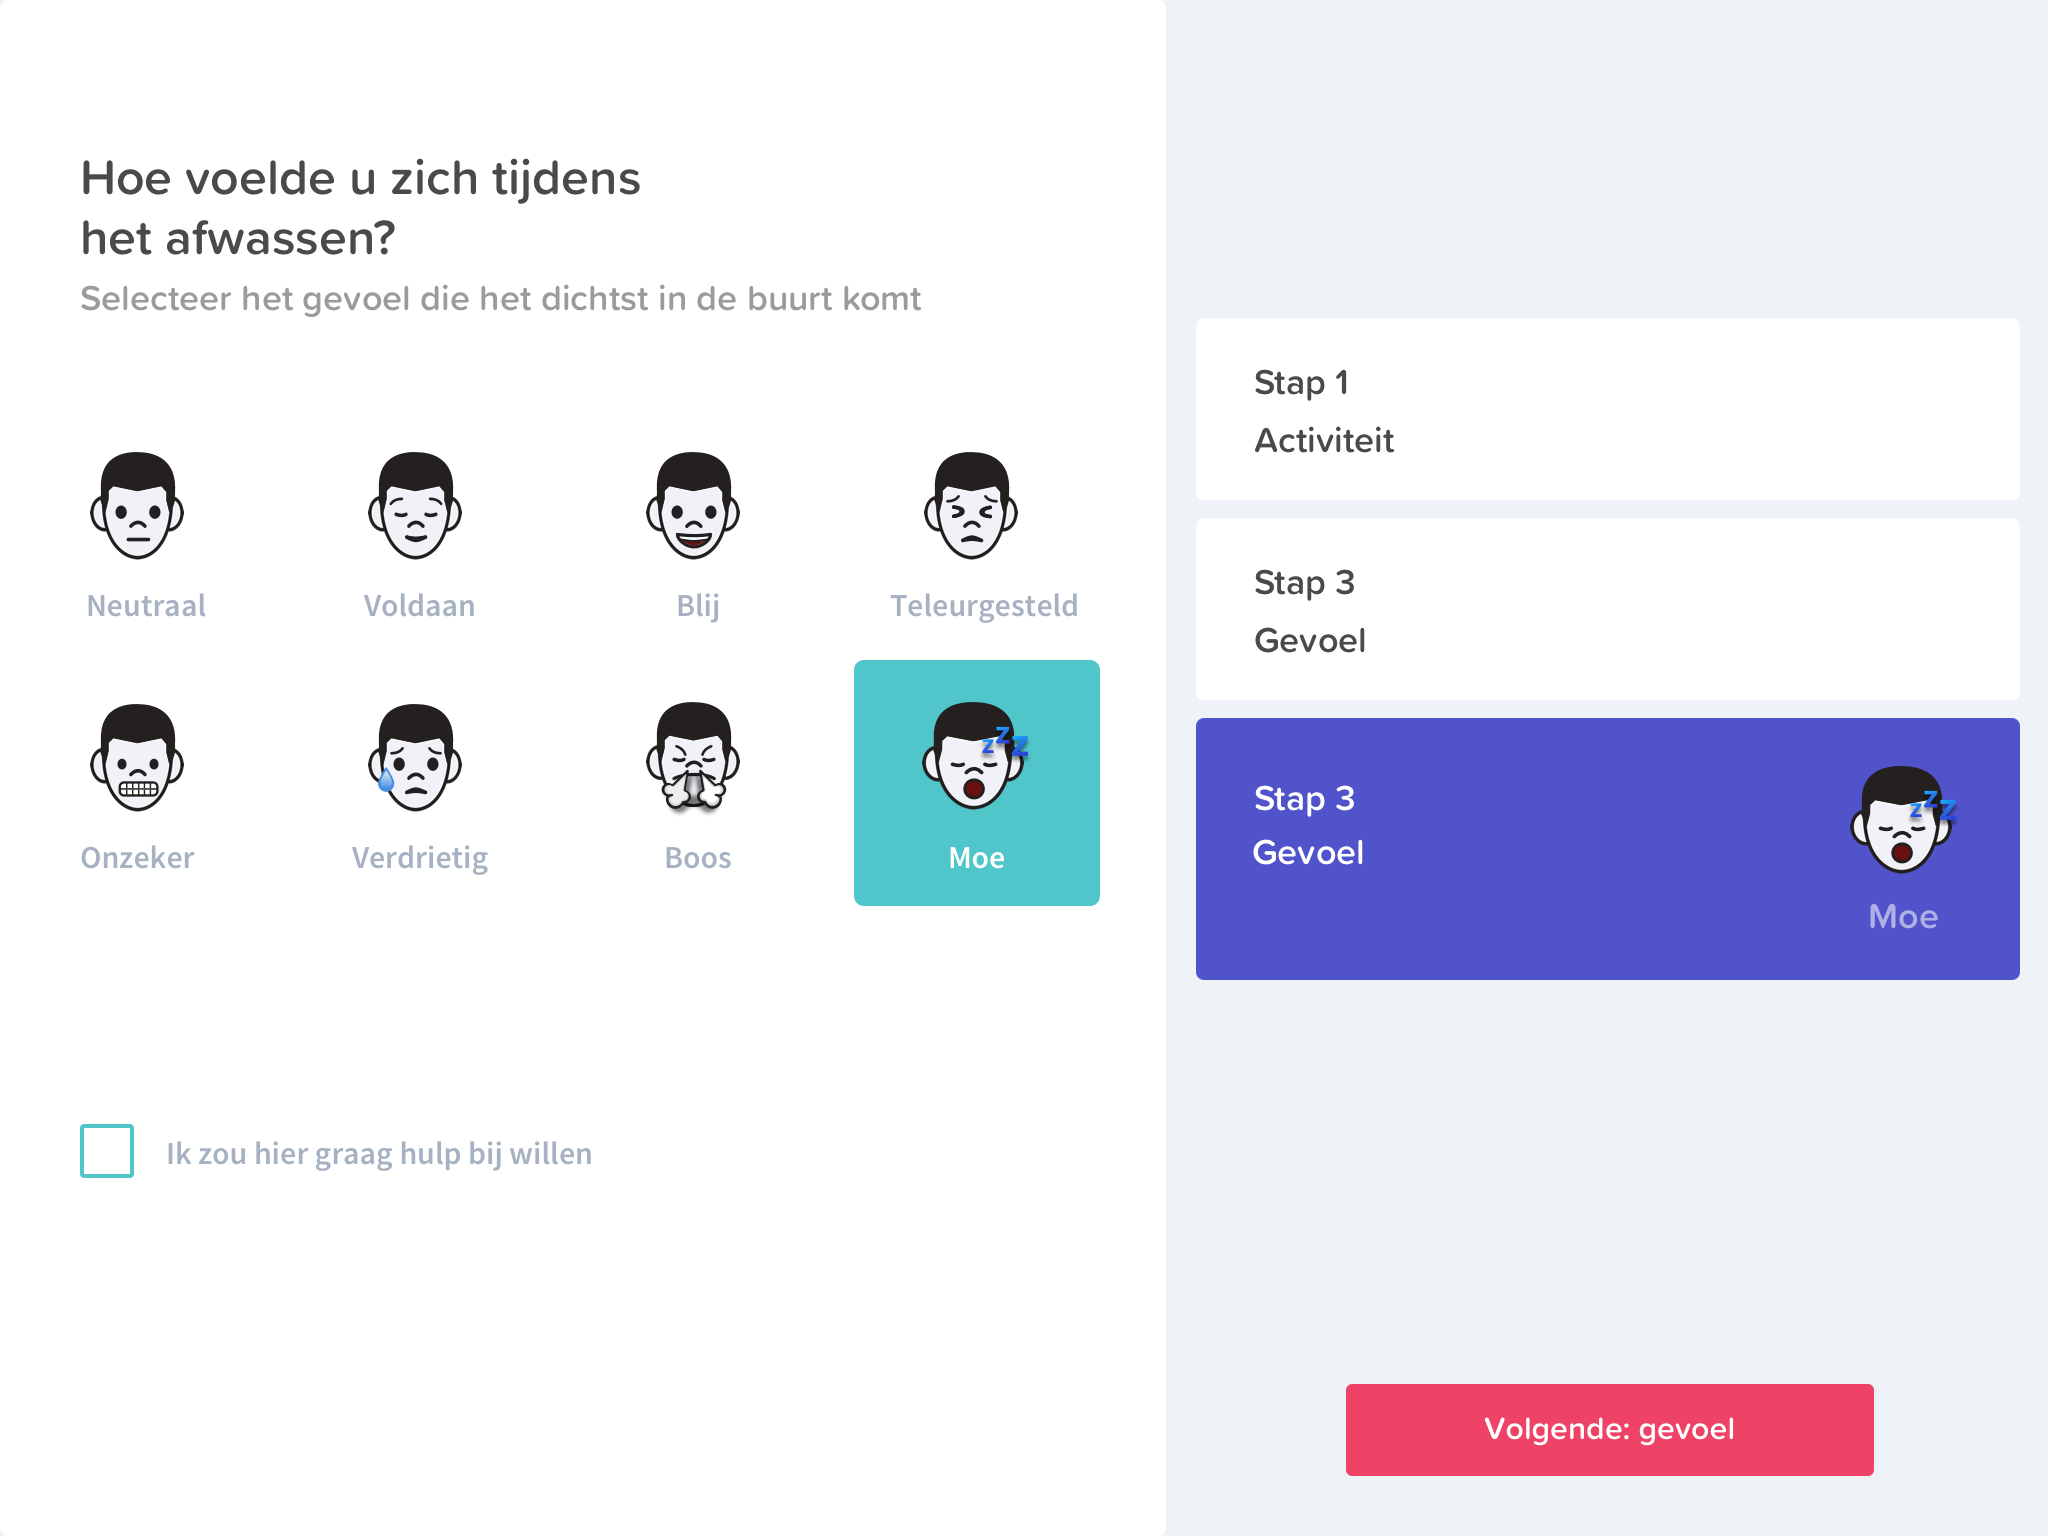 Hoe voelde u zich tijdens
het afwassen?
Selecteer het gevoel die het dichtst in de buurt komt
Neutraal
Voldaan
Blij
Teleurgesteld
Onzeker
Verdrietig
Boos
zzz
Moe
Ik zou hier graag hulp bij willen
Stap 1
Activiteit
Stap 3
Gevoel
Stap 3
Gevoel
zzz
Moe
Volgende: gevoel